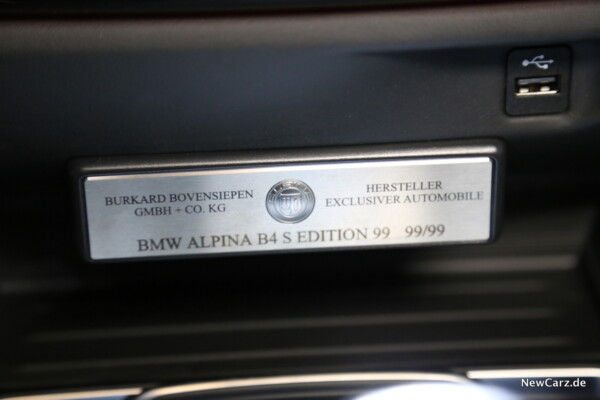 BURKARD BOVENSIEPEN
GMBH + CO. KG
HERSTELLER
EXCLUSIVER AUTOMOBILE
BMW ALPINA B4 S EDITION 99 99/99
NewCarz.de